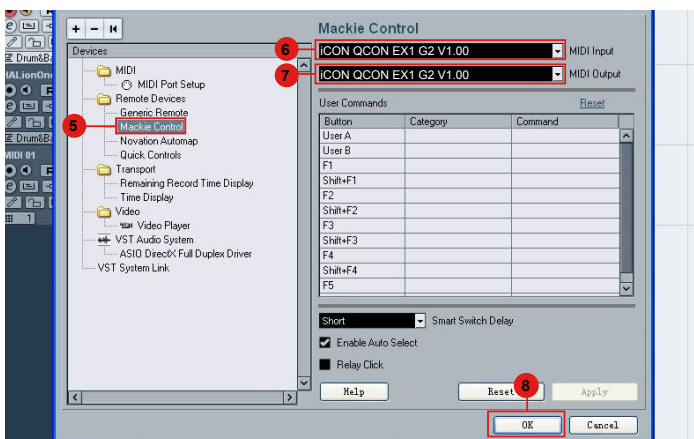 Mackie Control
Devices
MIDI
MIDI Port Setup
Remote Devices
Generic Remote
5
Mackie Control
Novation Automap
Quick Controls
Transport
Remaining Record Time Display
Time Display
Video
Video Player
VST Audio System
ASIO DirectX Full Duplex Driver
VST System Link
6
iCON QCON EX1 G2 V1.00
MIDI Input
7
iCON QCON EX1 G2 V1.00
MIDI Output
User Commands
Reset
Button Category Command
User A
User B
F1
Shift+F1
F2
Shift+F2
F3
Shift+F3
F4
Shift+F4
F5
Short
Smart Switch Delay
Enable Auto Select
Relay Click
Help
Reset
Apply
8
OK
Cancel
Drum&B
HALionOne
Drum&B
MIDI 01
1